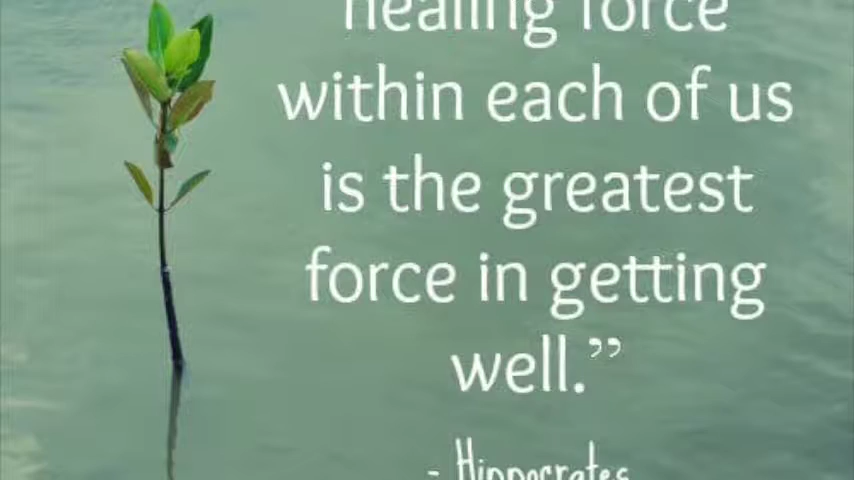 healing force
within each of us
is the greatest
force in getting
well.”
- Hippocrates